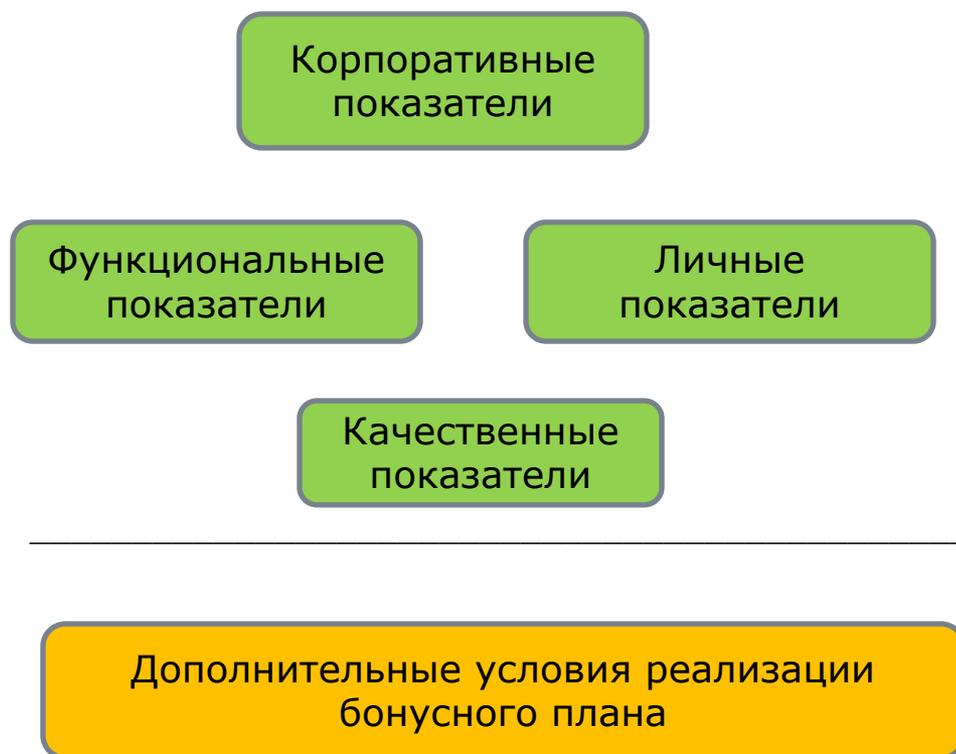 Корпоративные
показатели
Функциональные
показатели
Личные
показатели
Качественные
показатели
Дополнительные условия реализации
бонусного плана